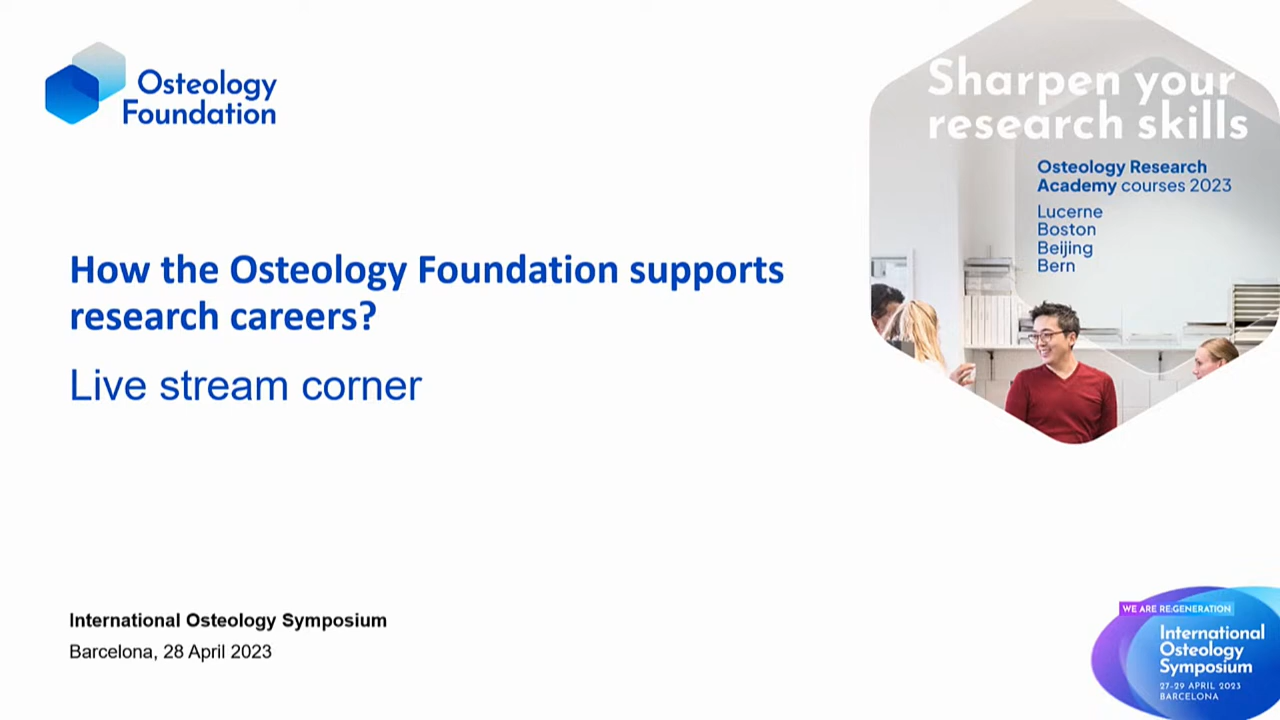 Osteology
Foundation
Sharpen your
research skills
Osteology Research
Academy courses 2023
Lucerne
Boston
Beijing
Bern
How the Osteology Foundation supports
research careers?
Live stream corner
International Osteology Symposium
Barcelona, 28 April 2023
WE ARE RE:GENERATION
International
Osteology
Symposium
27–29 APRIL 2023
BARCELONA